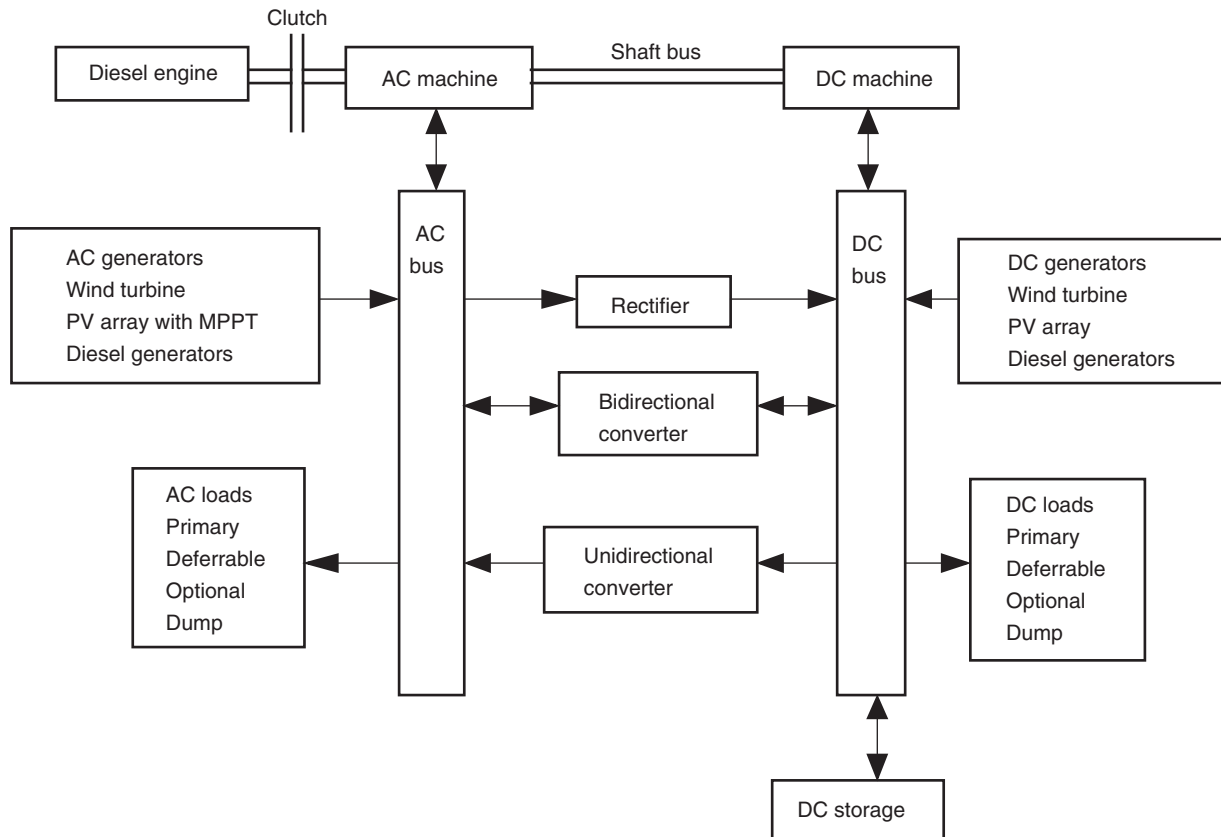 Clutch
Diesel engine
AC machine
Shaft bus
DC machine
AC generators
Wind turbine
PV array with MPPT
Diesel generators
AC
bus
Rectifier
DC
bus
DC generators
Wind turbine
PV array
Diesel generators
Bidirectional
converter
AC loads
Primary
Deferrable
Optional
Dump
Unidirectional
converter
DC loads
Primary
Deferrable
Optional
Dump
DC storage